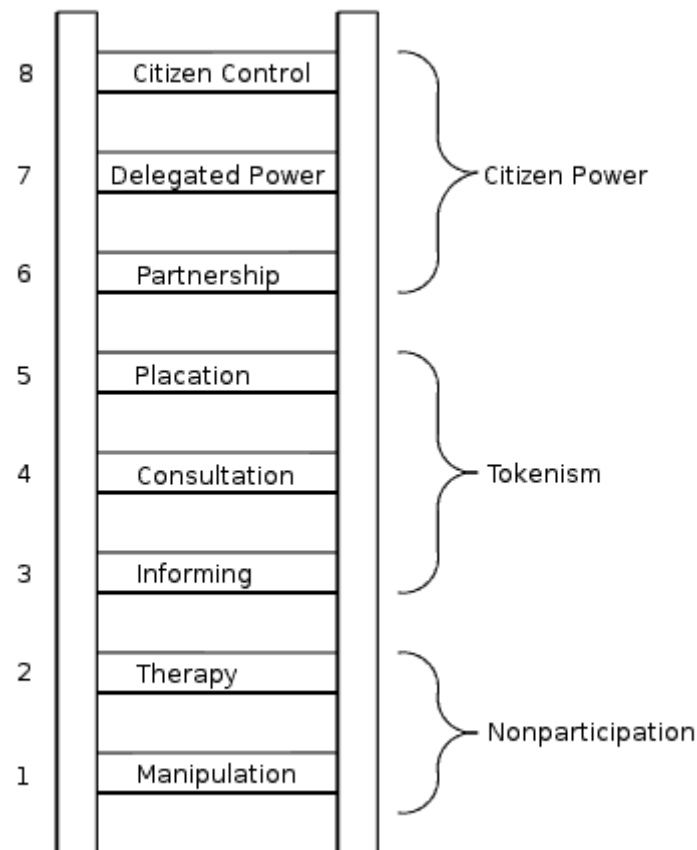 8 Citizen Control
7 Delegated Power
Citizen Power
6 Partnership
5 Placation
4 Consultation
Tokenism
3 Informing
2 Therapy
Nonparticipation
1 Manipulation